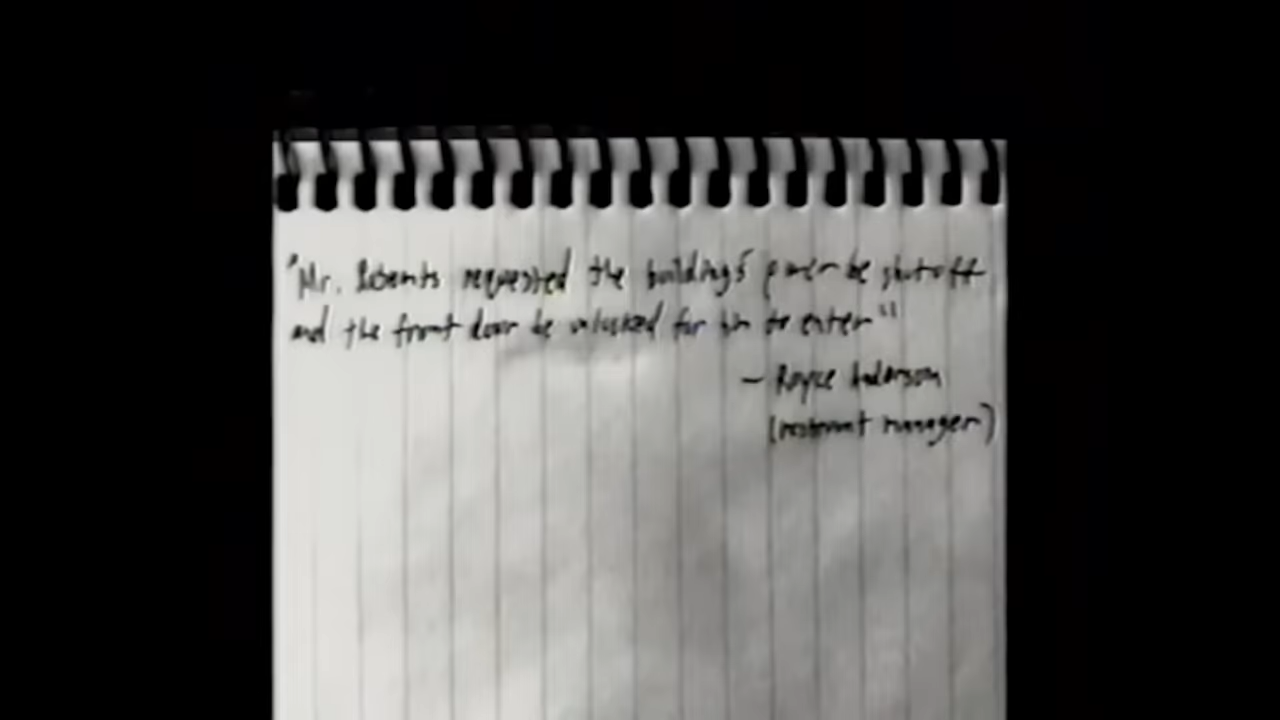 "Mr. Roberts requested the building's power be shut off
and the front door be unlocked for him to enter"
- Royce Anderson
(restaurant manager)